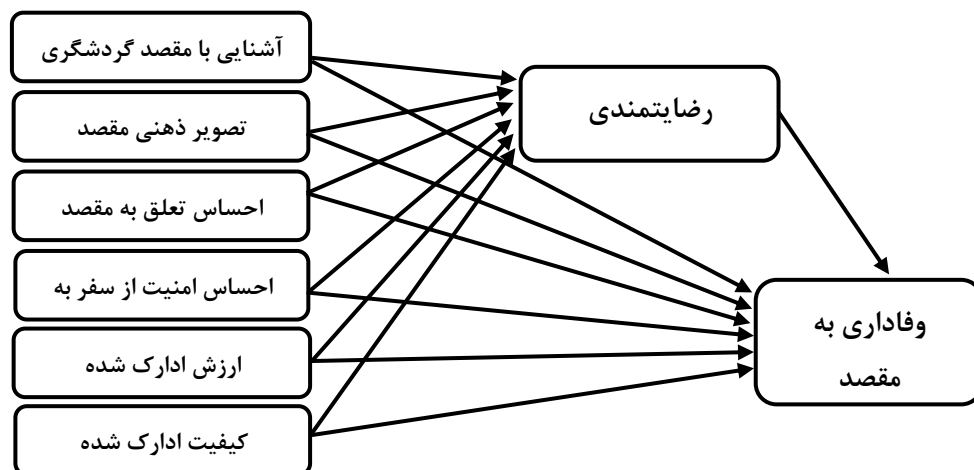 آشنایی با مقصد گردشگری
تصویر ذهنی مقصد
احساس تعلق به مقصد
احساس امنیت از سفر به
ارزش ادارک شده
کیفیت ادارک شده
رضایتمندی
وفاداری به
مقصد